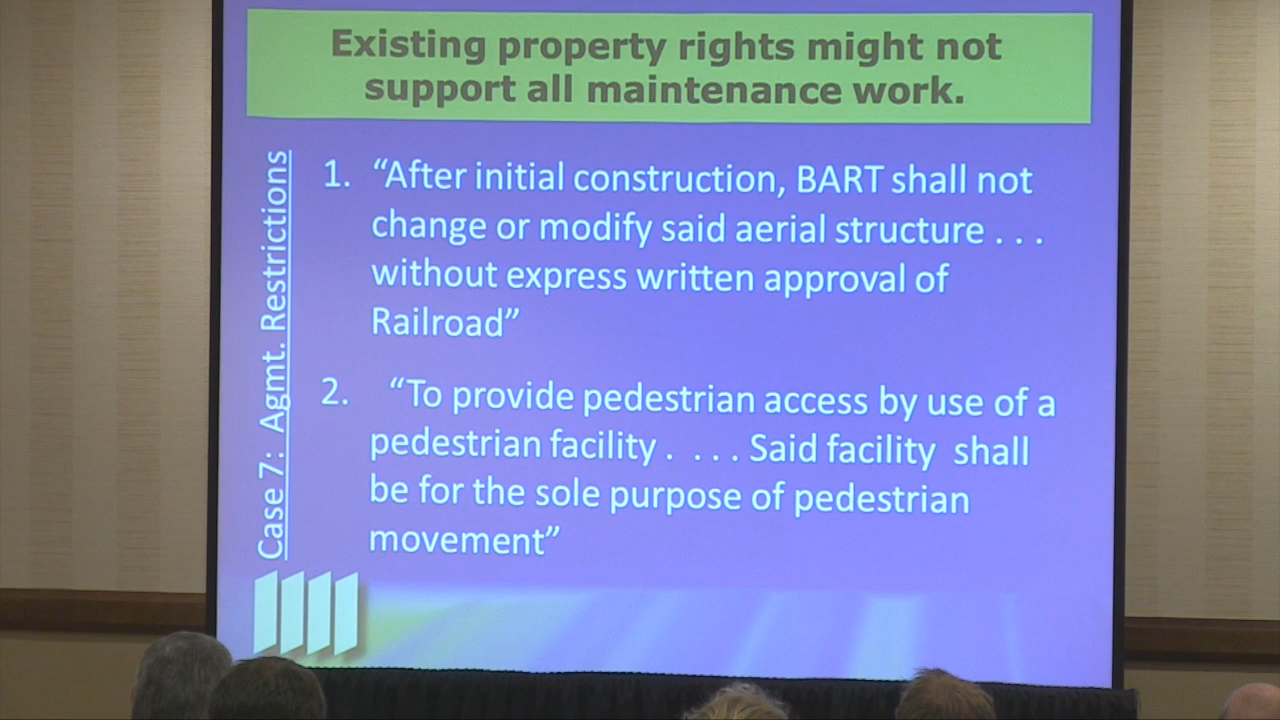 Existing property rights might not
support all maintenance work.
Case 7: Agmt. Restrictions
1. “After initial construction, BART shall not
change or modify said aerial structure . . .
without express written approval of
Railroad”
2. “To provide pedestrian access by use of a
pedestrian facility . . . . . Said facility shall
be for the sole purpose of pedestrian
movement”